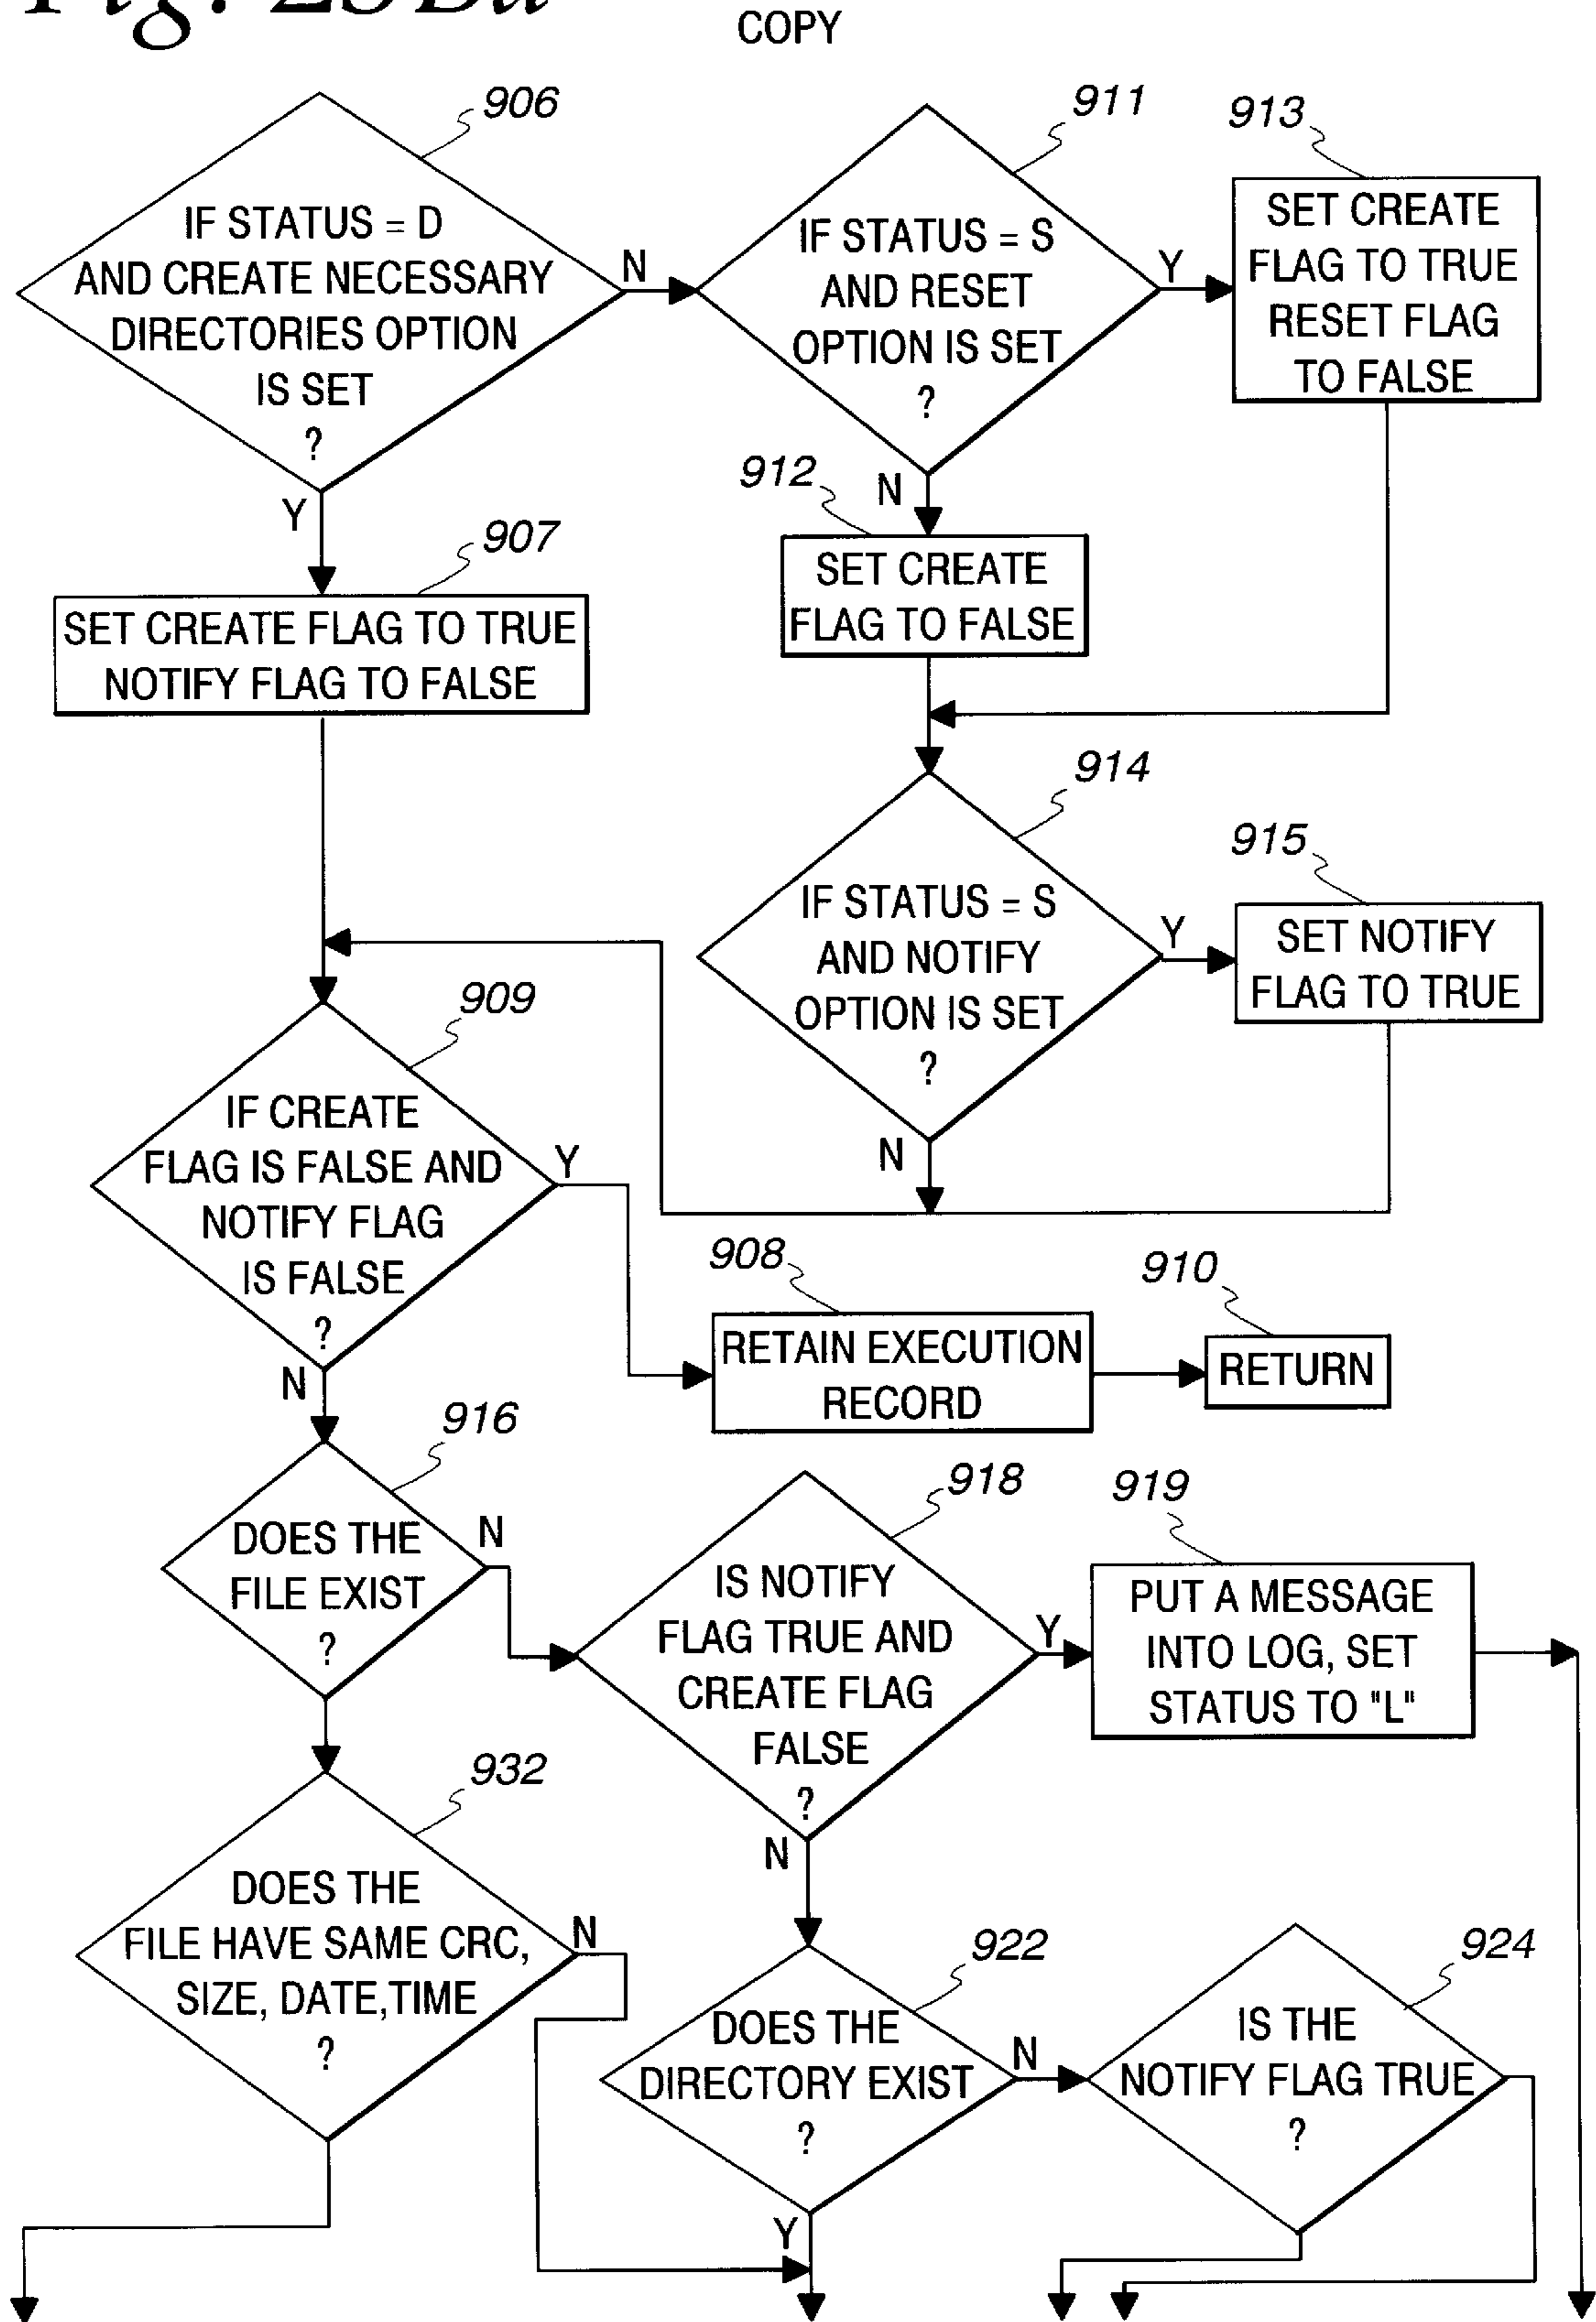 COPY
906
IF STATUS = D
AND CREATE NECESSARY
DIRECTORIES OPTION
IS SET
?
N
Y
911
IF STATUS = S
AND RESET
OPTION IS SET
?
Y
N
913
SET CREATE
FLAG TO TRUE
RESET FLAG
TO FALSE
912
SET CREATE
FLAG TO FALSE
907
SET CREATE FLAG TO TRUE
NOTIFY FLAG TO FALSE
914
IF STATUS = S
AND NOTIFY
OPTION IS SET
?
Y
N
915
SET NOTIFY
FLAG TO TRUE
909
IF CREATE
FLAG IS FALSE AND
NOTIFY FLAG
IS FALSE
?
Y
N
908
RETAIN EXECUTION
RECORD
910
RETURN
916
DOES THE
FILE EXIST
?
N
918
IS NOTIFY
FLAG TRUE AND
CREATE FLAG
FALSE
?
Y
N
919
PUT A MESSAGE
INTO LOG, SET
STATUS TO "L"
932
DOES THE
FILE HAVE SAME CRC,
SIZE, DATE,TIME
?
N
922
DOES THE
DIRECTORY EXIST
?
N
Y
924
IS THE
NOTIFY FLAG TRUE
?